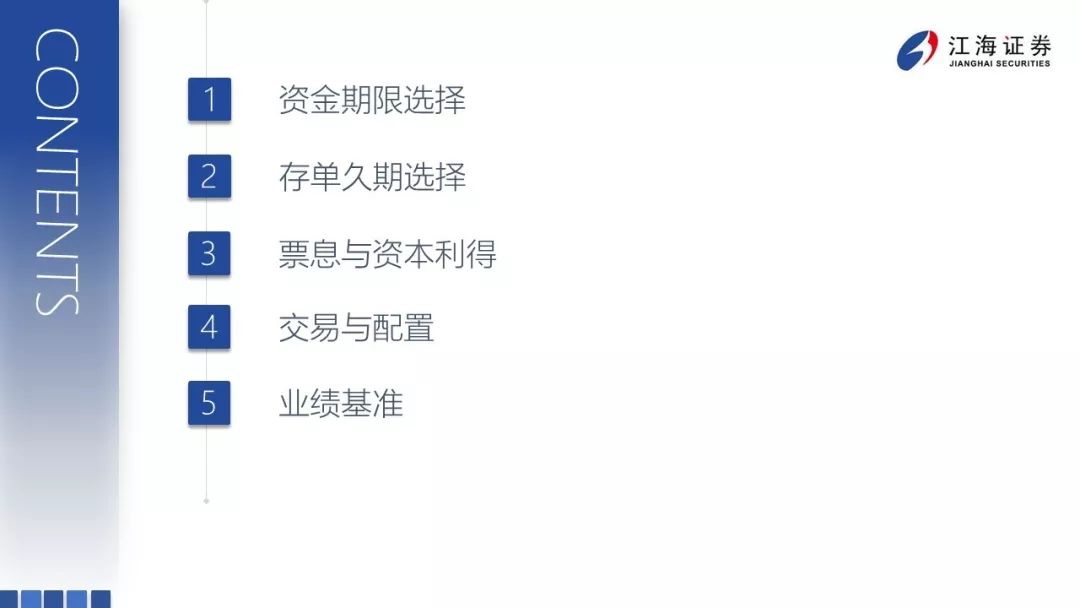 CONTENTS
江海证券
JIANGHAI SECURITIES
1 资金期限选择
2 存单久期选择
3 票息与资本利得
4 交易与配置
5 业绩基准